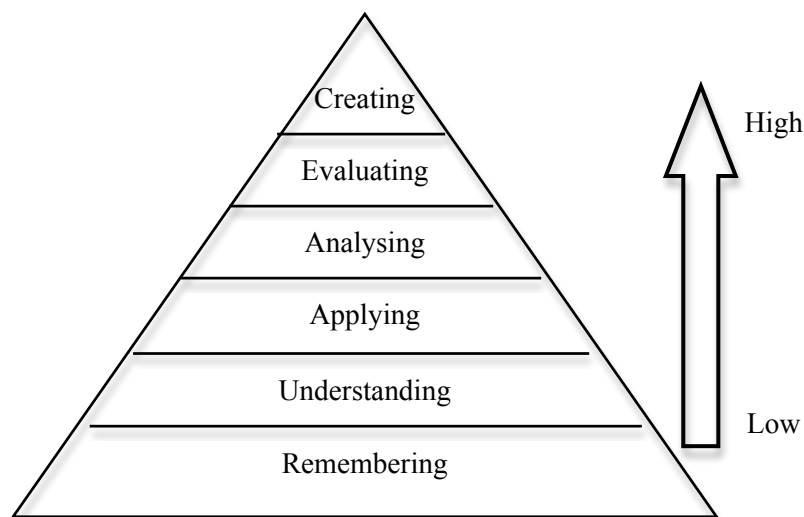 Creating
High
Evaluating
Analysing
Applying
Understanding
Low
Remembering